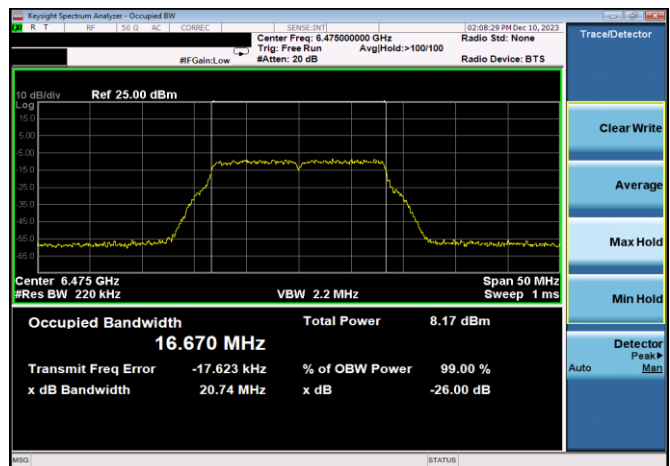 Keysight Spectrum Analyzer - Occupied BW
R T RF 50 Ω AC CORREC SENSE:INT 02:08:29 PM Dec 10, 2023
Center Freq: 6.475000000 GHz Radio Std: None
Trig: Free Run Avg|Hold:>100/100
#IFGain:Low #Atten: 20 dB Radio Device: BTS
Trace/Detector
10 dB/div Ref 25.00 dBm
Log
15.0
5.00
-5.00
-15.0
-25.0
-35.0
-45.0
-55.0
-65.0
Center 6.475 GHz Span 50 MHz
#Res BW 220 kHz VBW 2.2 MHz Sweep 1 ms
Occupied Bandwidth Total Power 8.17 dBm
16.670 MHz
Transmit Freq Error -17.623 kHz % of OBW Power 99.00 %
x dB Bandwidth 20.74 MHz x dB -26.00 dB
Clear Write
Average
Max Hold
Min Hold
Detector
Peak▶
Auto Man
MSG STATUS